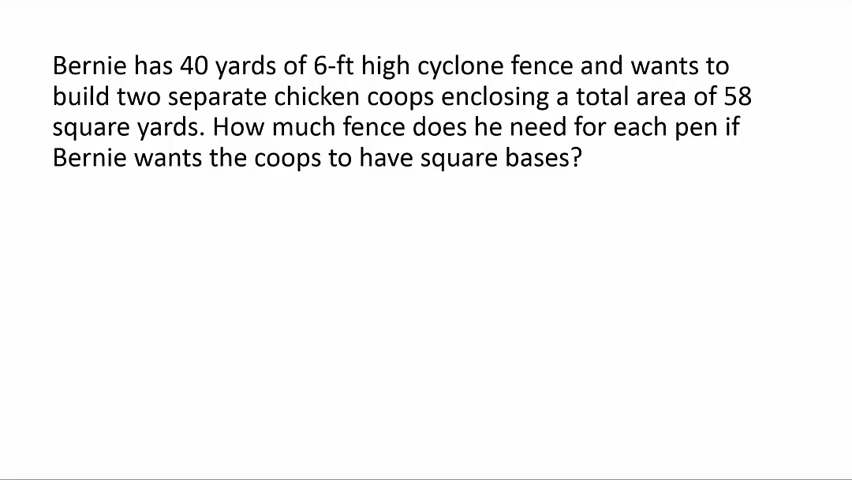 Bernie has 40 yards of 6-ft high cyclone fence and wants to
build two separate chicken coops enclosing a total area of 58
square yards. How much fence does he need for each pen if
Bernie wants the coops to have square bases?